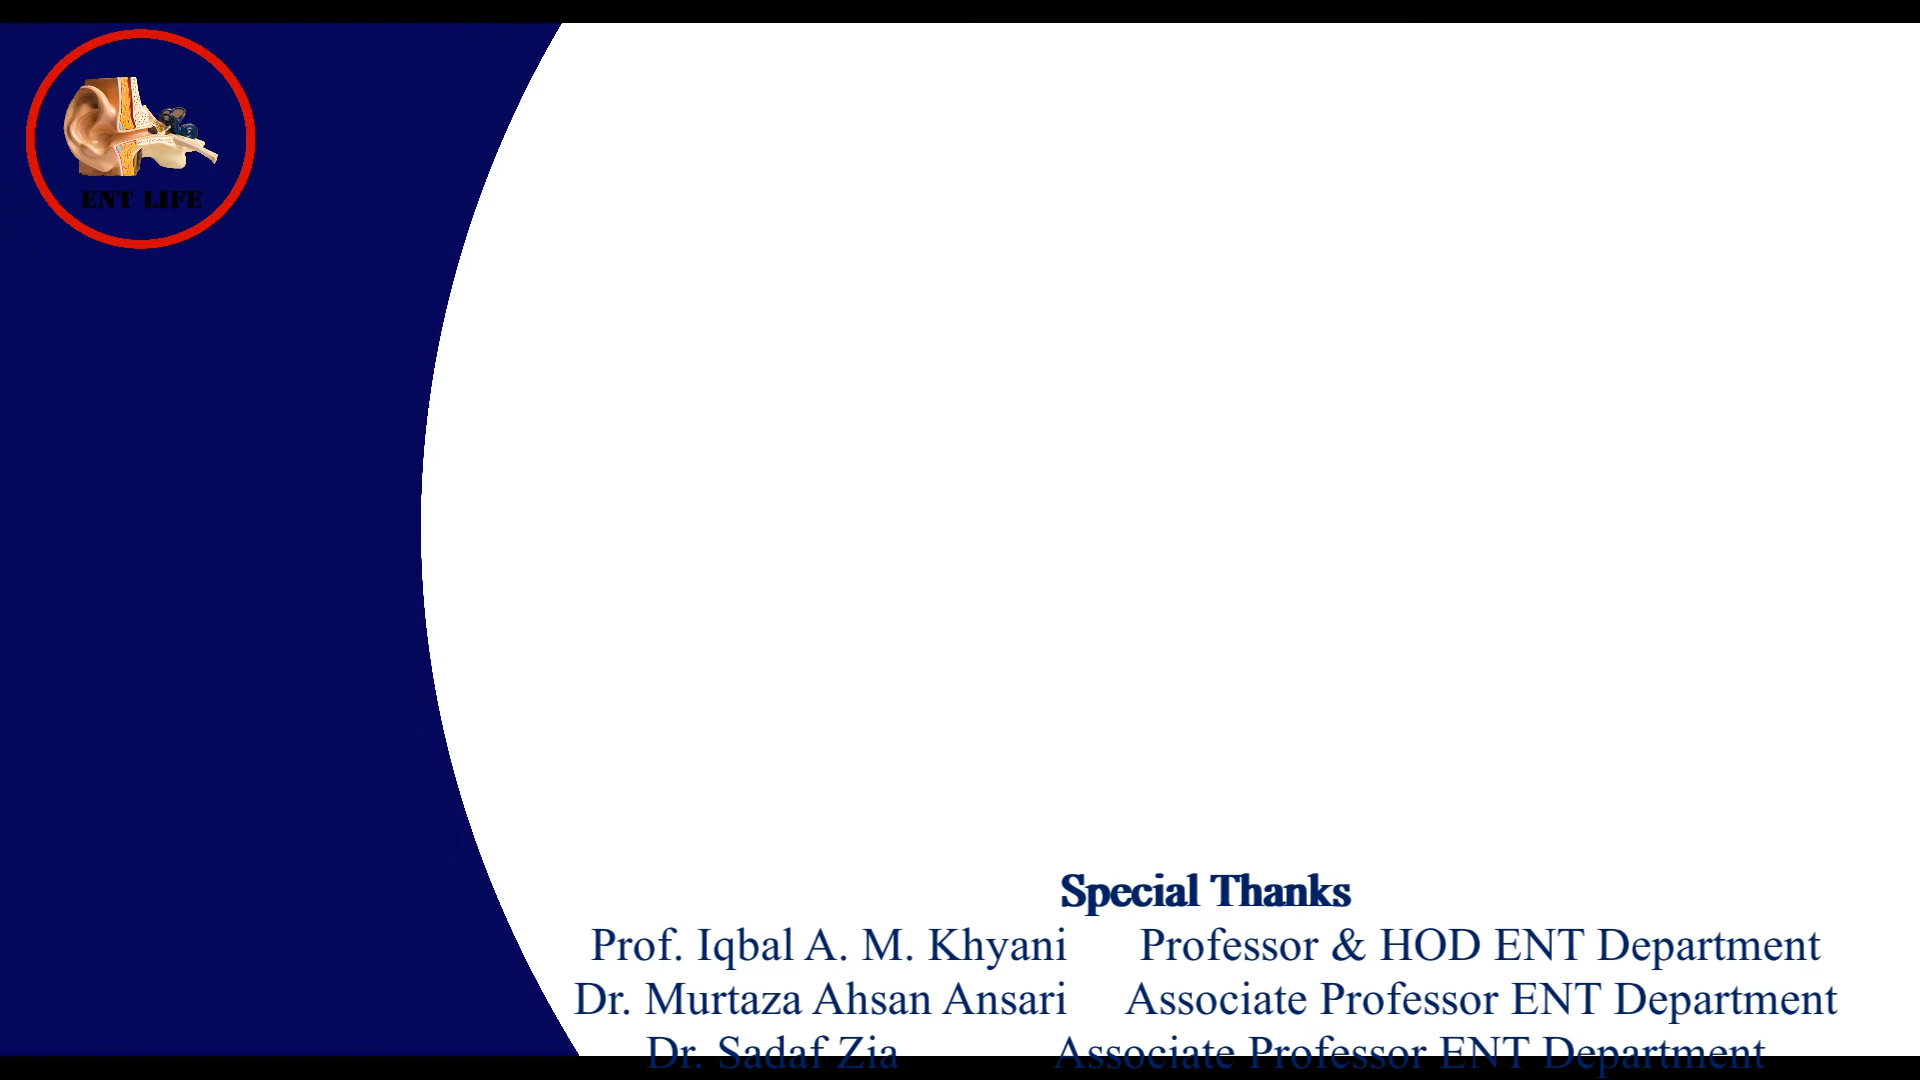 ENT LIFE
Special Thanks
Prof. Iqbal A. M. Khyani Professor & HOD ENT Department
Dr. Murtaza Ahsan Ansari Associate Professor ENT Department
Dr. Sadaf Zia Associate Professor ENT Department